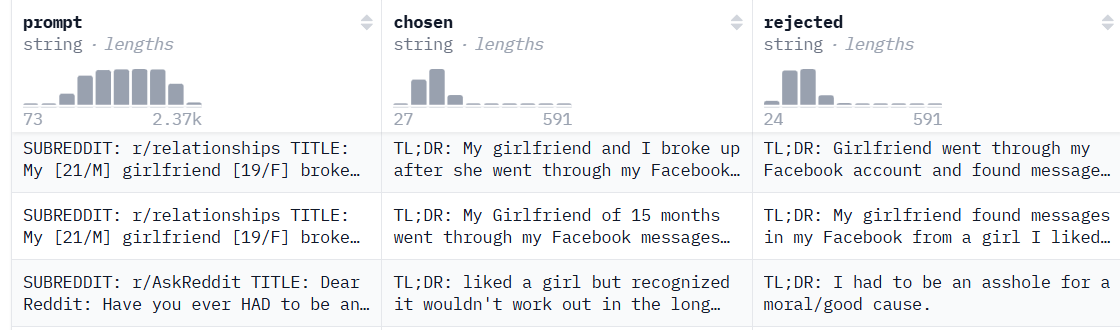 prompt chosen rejected
string · lengths string · lengths string · lengths
73 2.37k 27 591 24 591
SUBREDDIT: r/relationships TITLE: TL;DR: My girlfriend and I broke up TL;DR: Girlfriend went through my
My [21/M] girlfriend [19/F] broke… after she went through my Facebook… Facebook account and found message…
SUBREDDIT: r/relationships TITLE: TL;DR: My Girlfriend of 15 months TL;DR: My girlfriend found messages
My [21/M] girlfriend [19/F] broke… went through my Facebook messages… in my Facebook from a girl I liked…
SUBREDDIT: r/AskReddit TITLE: Dear TL;DR: liked a girl but recognized TL;DR: I had to be an asshole for a
Reddit: Have you ever HAD to be an… it wouldn't work out in the long… moral/good cause.